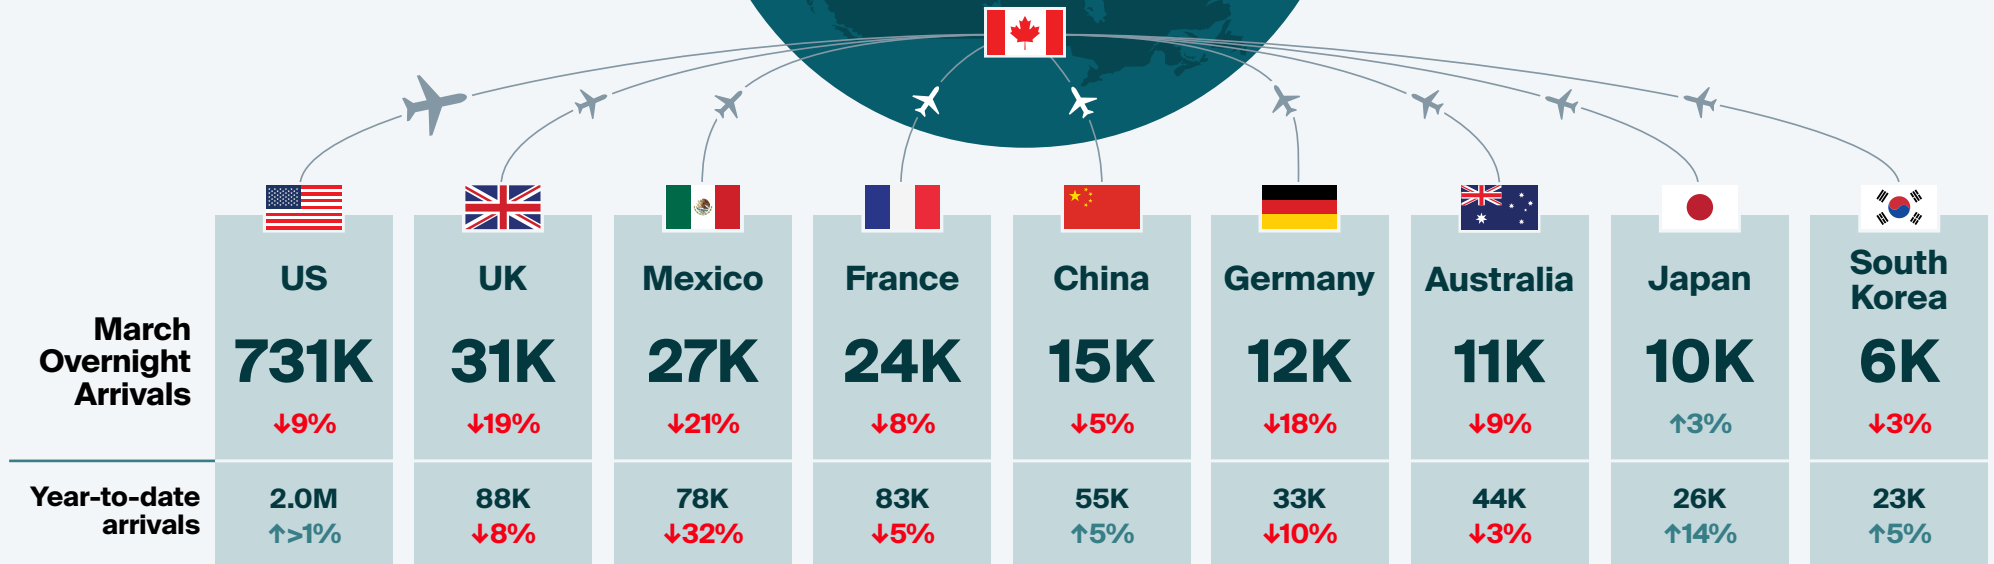 US
UK
Mexico
France
China
Germany
Australia
Japan
South
Korea
March
Overnight
Arrivals
731K
31K
27K
24K
15K
12K
11K
10K
6K
↓9%
↓19%
↓21%
↓8%
↓5%
↓18%
↓9%
↑3%
↓3%
Year-to-date
arrivals
2.0M
88K
78K
83K
55K
33K
44K
26K
23K
↑>1%
↓8%
↓32%
↓5%
↑5%
↓10%
↓3%
↑14%
↑5%